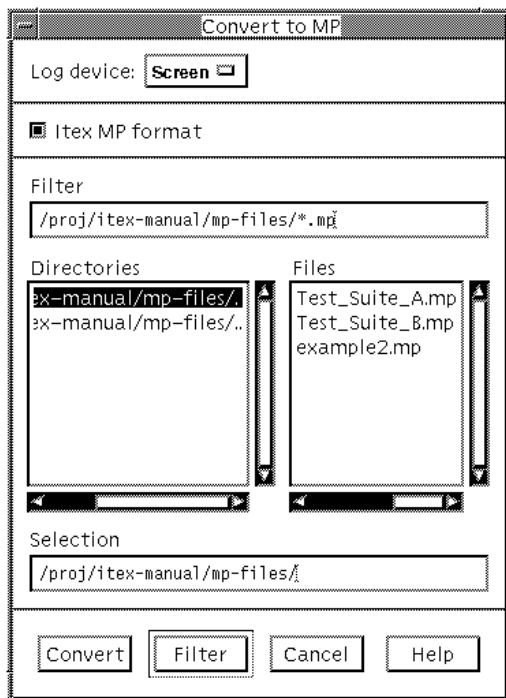 Convert to MP
Log device: Screen
Itex MP format
Filter
/proj/itex-manual/mp-files/*.mp
Directories
ex-manual/mp-files/.
ex-manual/mp-files/..
Files
Test_Suite_A.mp
Test_Suite_B.mp
example2.mp
Selection
/proj/itex-manual/mp-files/
Convert Filter Cancel Help